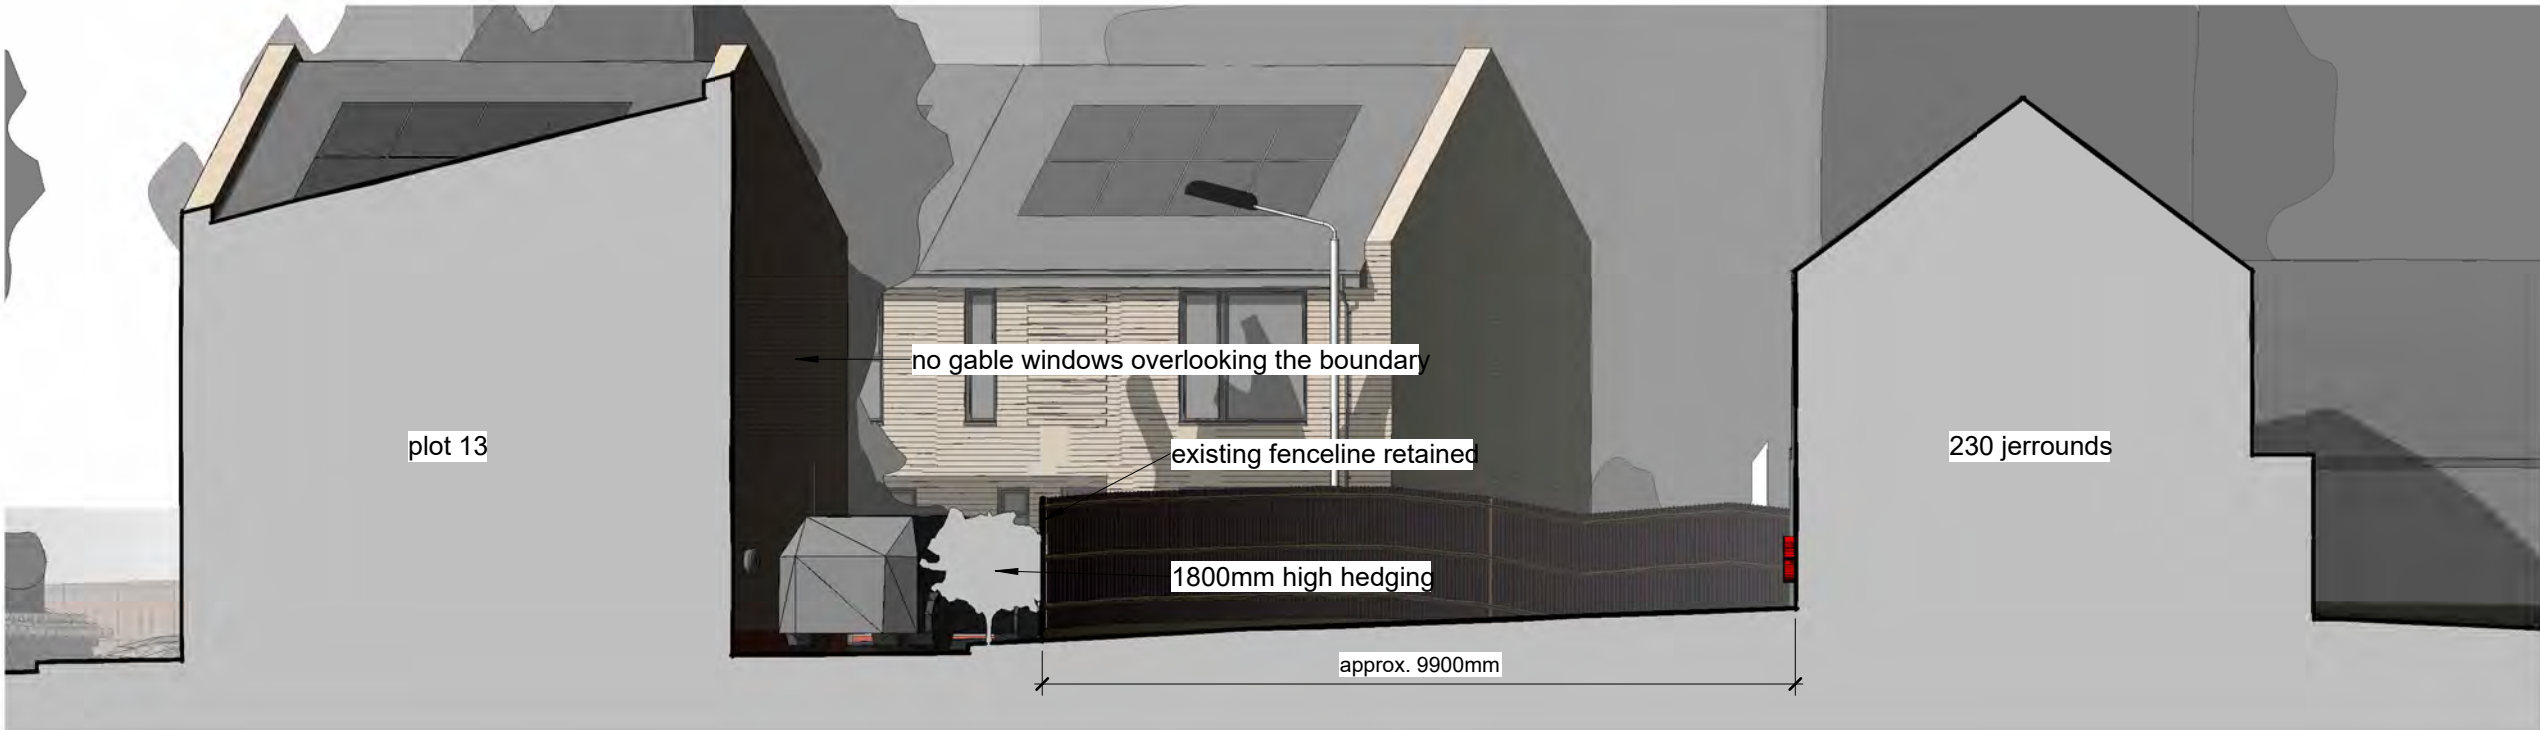 no gable windows overlooking the boundary
plot 13
existing fenceline retained
230 jerrounds
1800mm high hedging
approx. 9900mm